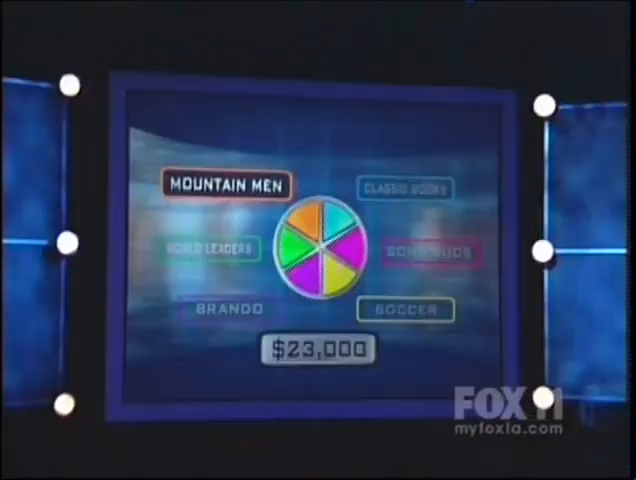 MOUNTAIN MEN
CLASSIC BOOKS
WORLD LEADERS
BRANDO
SOCCER
$23,000
FOX 11
myfoxla.com